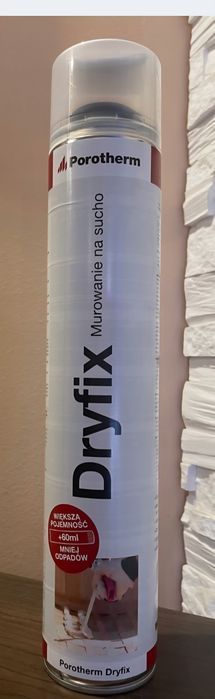 Porotherm
Dryfix
Murowanie na sucho
WIĘKSZA
POJEMNOŚĆ
+60ml
MNIEJ
ODPADÓW
Porotherm Dryfix